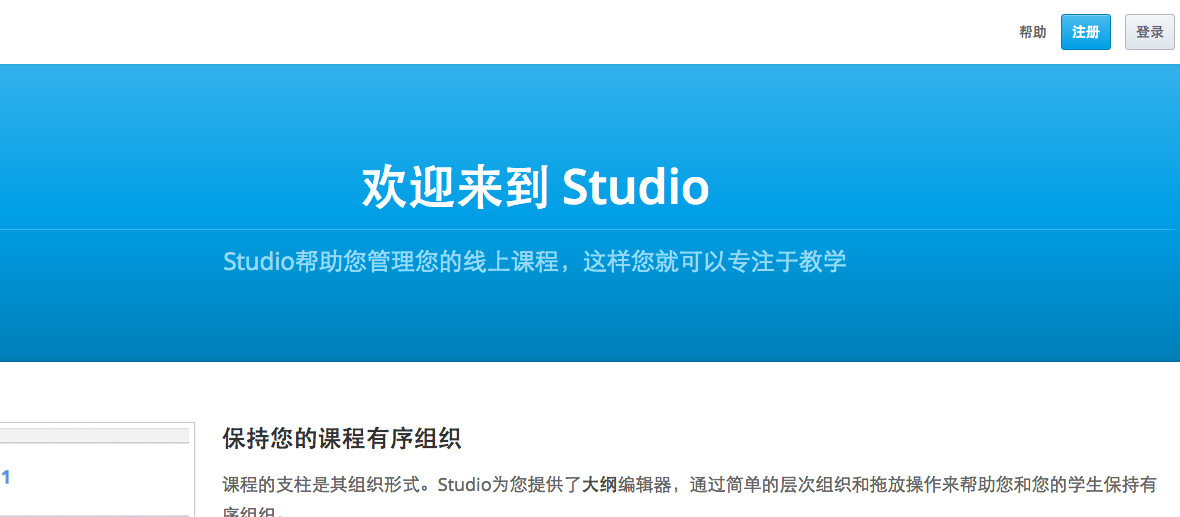 帮助 注册 登录
欢迎来到 Studio
Studio帮助您管理您的线上课程，这样您就可以专注于教学
保持您的课程有序组织
1
课程的支柱是其组织形式。Studio为您提供了大纲编辑器，通过简单的层次组织和拖放操作来帮助您和您的学生保持有
序组织。